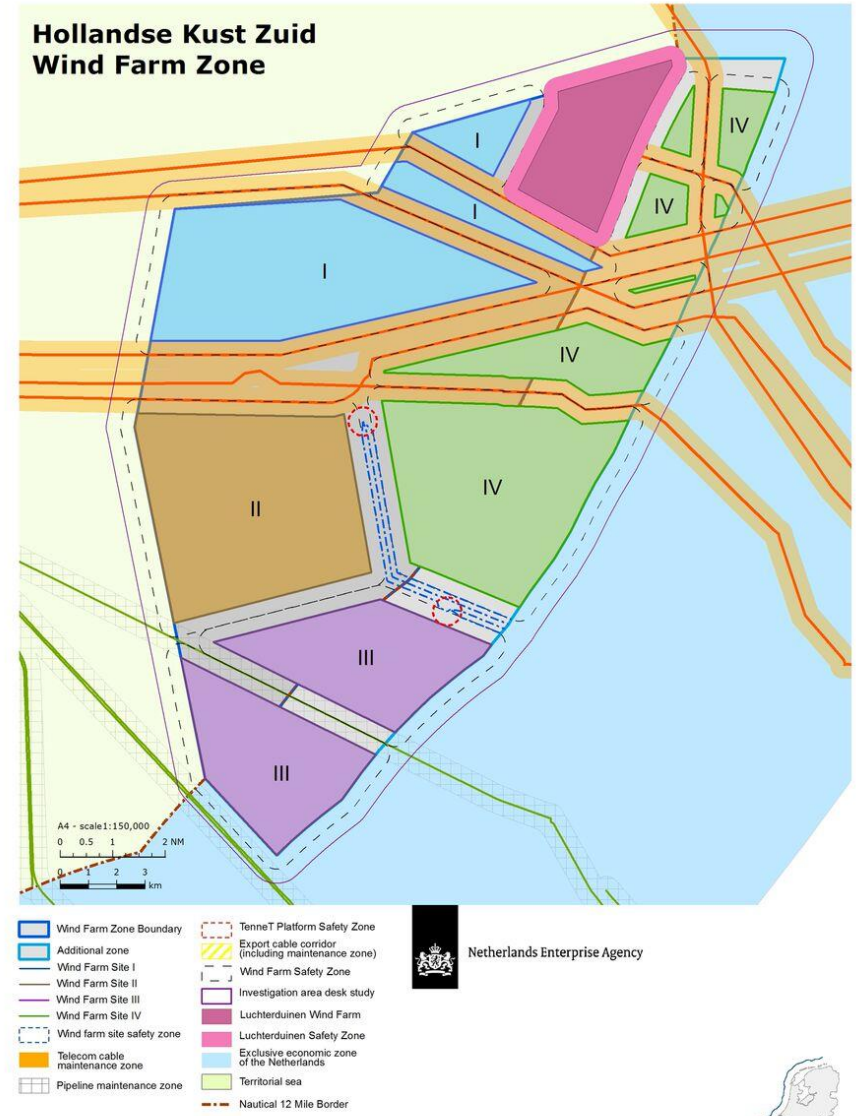 Hollandse Kust Zuid
Wind Farm Zone
I
IV
I
IV
I
IV
IV
II
III
III
A4 - scale1:150,000
0 0.5 1 2 NM
0 1 2 3
km
Wind Farm Zone Boundary
Additional zone
Wind Farm Site I
Wind Farm Site II
Wind Farm Site III
Wind Farm Site IV
Wind farm site safety zone
Telecom cable
maintenance zone
Pipeline maintenance zone
TenneT Platform Safety Zone
Export cable corridor
(including maintenance zone)
Wind Farm Safety Zone
Investigation area desk study
Luchterduinen Wind Farm
Luchterduinen Safety Zone
Exclusive economic zone
of the Netherlands
Territorial sea
Nautical 12 Mile Border
Netherlands Enterprise Agency